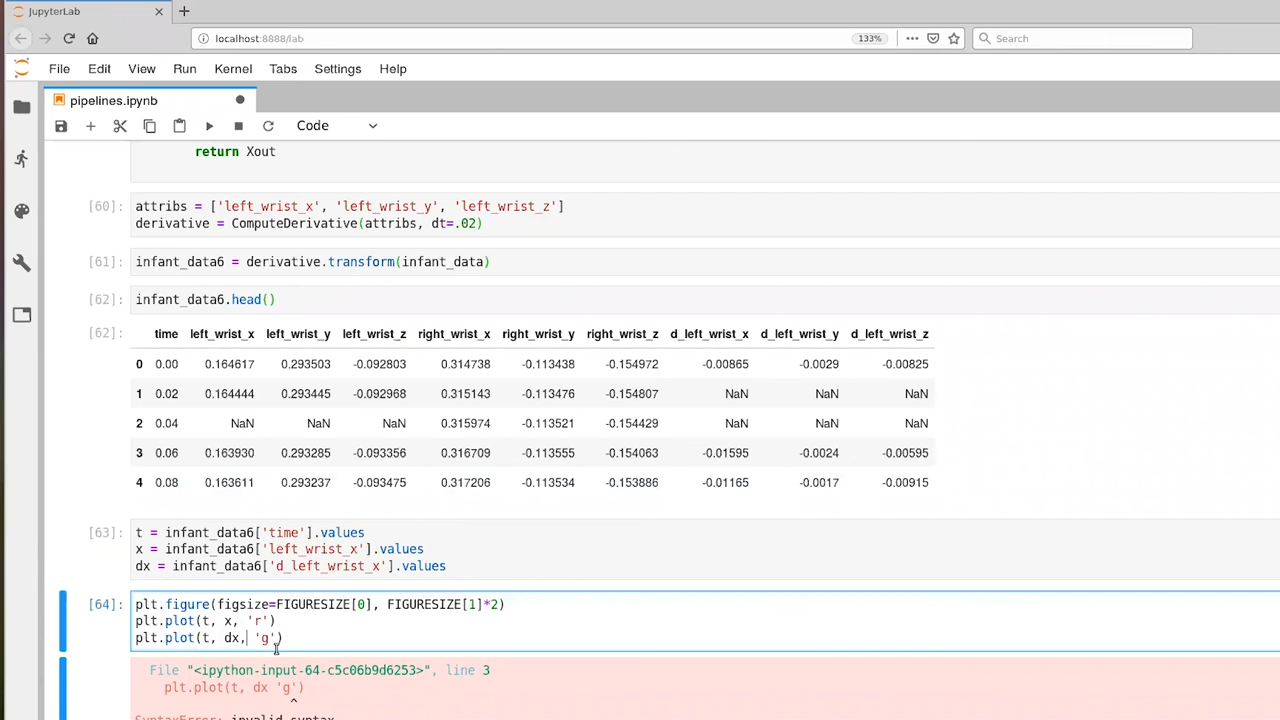 JupyterLab
localhost:8888/lab
133%
Search
File Edit View Run Kernel Tabs Settings Help
pipelines.ipynb
Code
return Xout
[60]: attribs = ['left_wrist_x', 'left_wrist_y', 'left_wrist_z']
derivative = ComputeDerivative(attribs, dt=.02)
[61]: infant_data6 = derivative.transform(infant_data)
[62]: infant_data6.head()
[62]: time left_wrist_x left_wrist_y left_wrist_z right_wrist_x right_wrist_y right_wrist_z d_left_wrist_x d_left_wrist_y d_left_wrist_z
0 0.00 0.164617 0.293503 -0.092803 0.314738 -0.113438 -0.154972 -0.00865 -0.0029 -0.00825
1 0.02 0.164444 0.293445 -0.092968 0.315143 -0.113476 -0.154807 NaN NaN NaN
2 0.04 NaN NaN NaN 0.315974 -0.113521 -0.154429 NaN NaN NaN
3 0.06 0.163930 0.293285 -0.093356 0.316709 -0.113555 -0.154063 -0.01595 -0.0024 -0.00595
4 0.08 0.163611 0.293237 -0.093475 0.317206 -0.113534 -0.153886 -0.01165 -0.0017 -0.00915
[63]: t = infant_data6['time'].values
x = infant_data6['left_wrist_x'].values
dx = infant_data6['d_left_wrist_x'].values
[64]: plt.figure(figsize=FIGURESIZE[0], FIGURESIZE[1]*2)
plt.plot(t, x, 'r')
plt.plot(t, dx, 'g')
File "<ipython-input-64-c5c06b9d6253>", line 3
plt.plot(t, dx 'g')
^
SyntaxError: invalid syntax